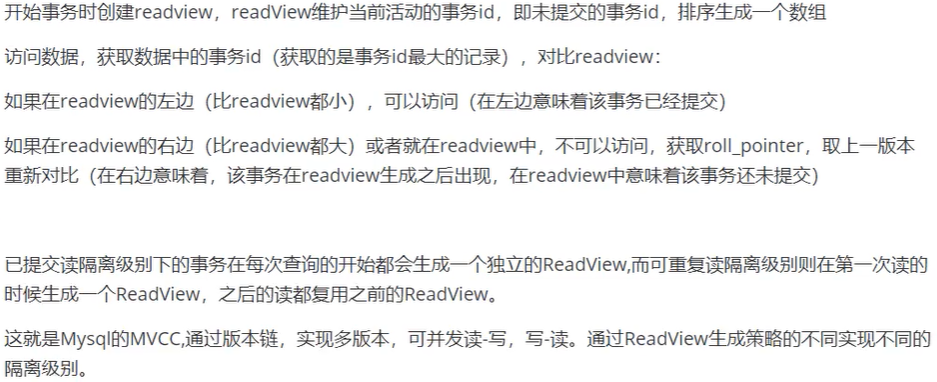 开始事务时创建readview，readView维护当前活动的事务id，即未提交的事务id，排序生成一个数组
访问数据，获取数据中的事务id（获取的是事务id最大的记录），对比readview：
如果在readview的左边（比readview都小），可以访问（在左边意味着该事务已经提交）
如果在readview的右边（比readview都大）或者就在readview中，不可以访问，获取roll_pointer，取上一版本
重新对比（在右边意味着，该事务在readview生成之后出现，在readview中意味着该事务还未提交）
已提交读隔离级别下的事务在每次查询的开始都会生成一个独立的ReadView,而可重复读隔离级别则在第一次读的
时候生成一个ReadView，之后的读都复用之前的ReadView。
这就是Mysql的MVCC,通过版本链，实现多版本，可并发读-写，写-读。通过ReadView生成策略的不同实现不同的
隔离级别。